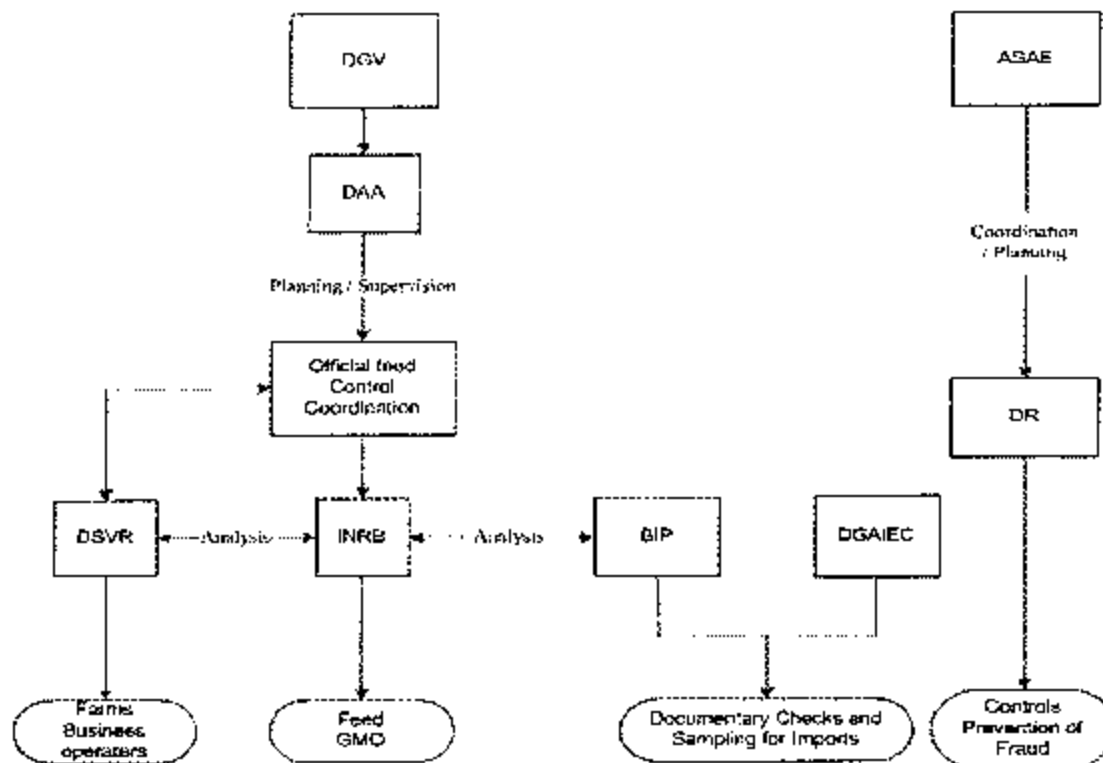 DGV
ASAE
DAA
Coordination
/ Planning
Planning / Supervision
Official feed
Control
Coordination
DR
DSVR
Analysis
INRB
Analysis
BIP
DGAIEC
Farms
Business
operaters
Feed
GMO
Documentary Checks and
Sampling for Imports
Controls
Prevention of
Fraud